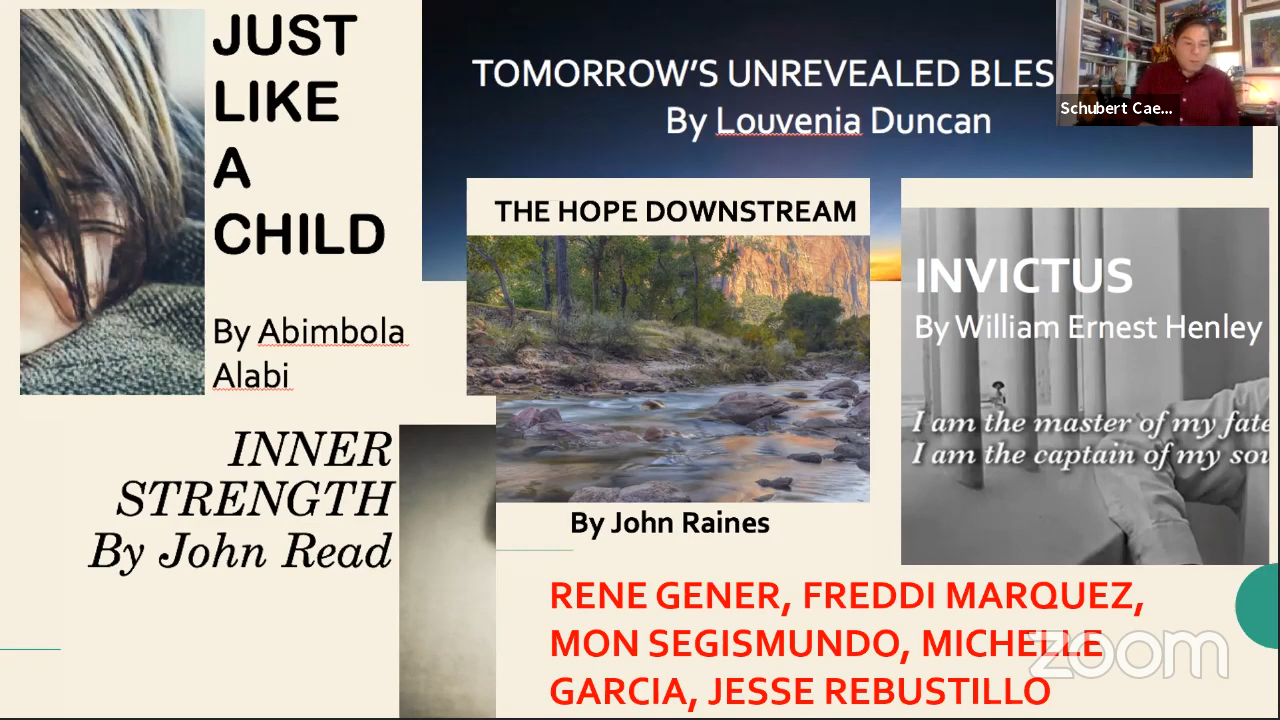 JUST
LIKE
A
CHILD
By Abimbola
Alabi
TOMORROW’S UNREVEALED BLES
By Louvenia Duncan
Schubert Cae...
THE HOPE DOWNSTREAM
By John Raines
INVICTUS
By William Ernest Henley
I am the master of my fate
I am the captain of my sou
INNER
STRENGTH
By John Read
RENE GENER, FREDDI MARQUEZ,
MON SEGISMUNDO, MICHELLE
GARCIA, JESSE REBUSTILLO
zoom